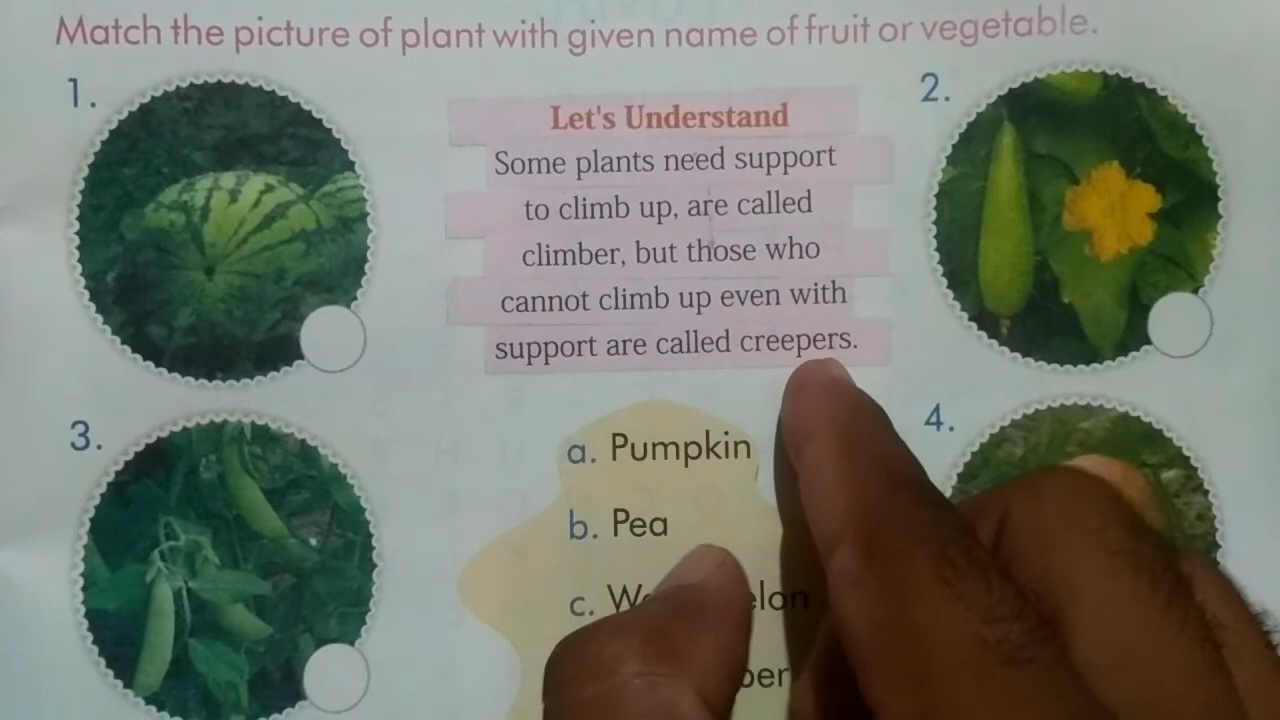 Match the picture of plant with given name of fruit or vegetable.
1.
2.
Let's Understand
Some plants need support
to climb up, are called
climber, but those who
cannot climb up even with
support are called creepers.
3.
4.
a. Pumpkin
b. Pea
c.